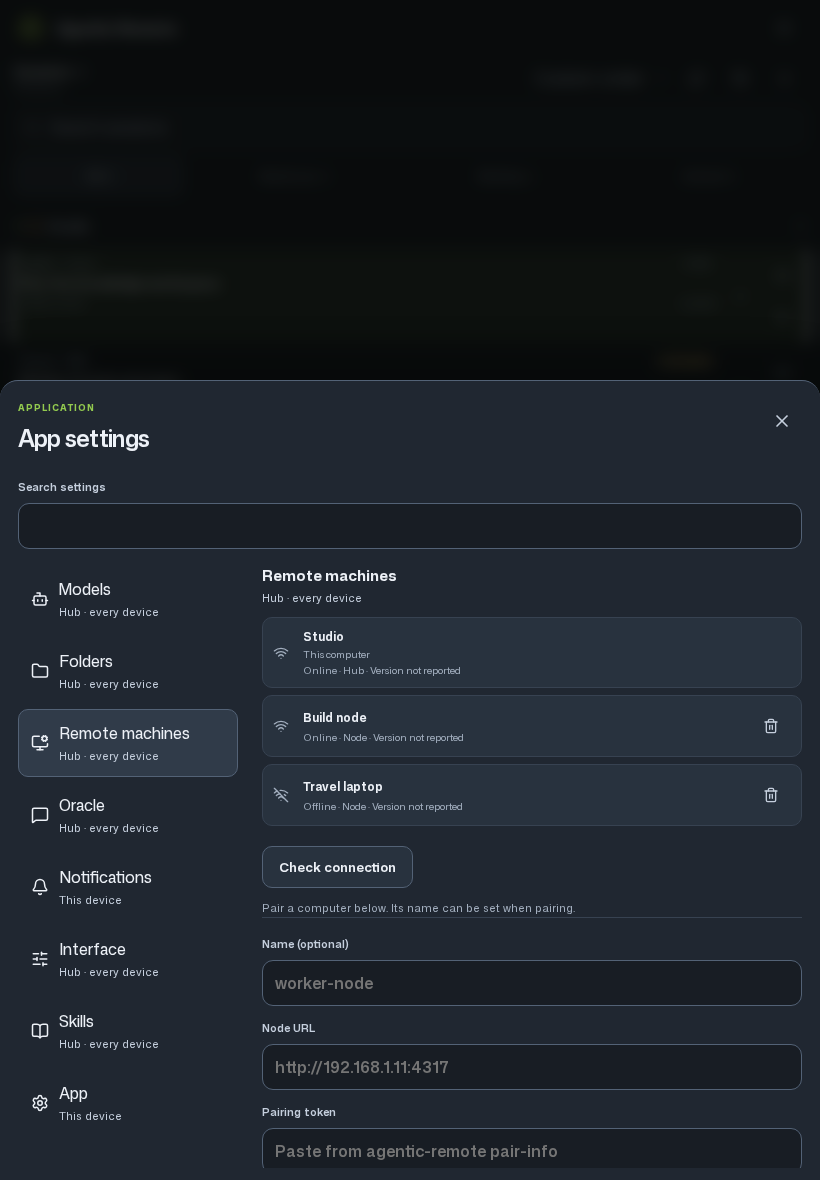 APPLICATION
App settings
Search settings
Models
Hub · every device
Folders
Hub · every device
Remote machines
Hub · every device
Oracle
Hub · every device
Notifications
This device
Interface
Hub · every device
Skills
Hub · every device
App
This device
Remote machines
Hub · every device
Studio
This computer
Online · Hub · Version not reported
Build node
Online · Node · Version not reported
Travel laptop
Offline · Node · Version not reported
Check connection
Pair a computer below. Its name can be set when pairing.
Name (optional)
worker-node
Node URL
http://192.168.1.11:4317
Pairing token
Paste from agentic-remote pair-info